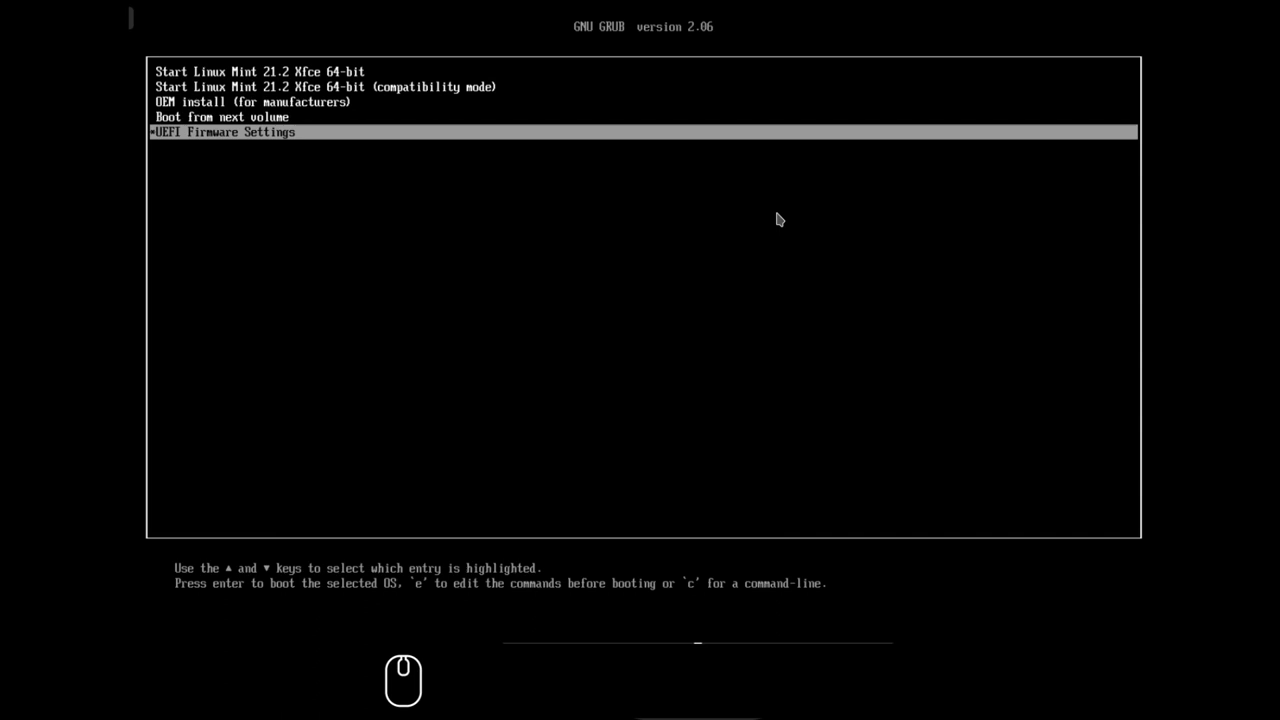 GNU GRUB version 2.06
Start Linux Mint 21.2 Xfce 64-bit
Start Linux Mint 21.2 Xfce 64-bit (compatibility mode)
OEM install (for manufacturers)
Boot from next volume
*UEFI Firmware Settings
Use the ▲ and ▼ keys to select which entry is highlighted.
Press enter to boot the selected OS, `e' to edit the commands before booting or `c' for a command-line.